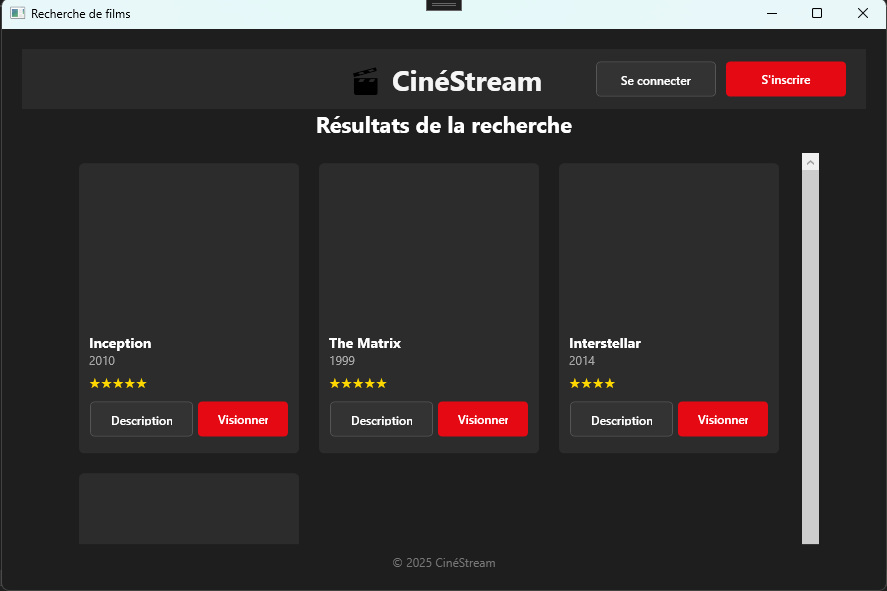 Recherche de films
CinéStream
Se connecter
S'inscrire
Résultats de la recherche
Inception
2010
★★★★★
Description
Visionner
The Matrix
1999
★★★★★
Description
Visionner
Interstellar
2014
★★★★
Description
Visionner
© 2025 CinéStream